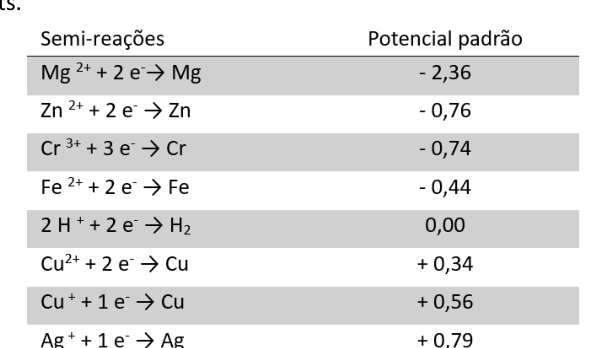 ts.
Semi-reações Potencial padrão
Mg ²⁺ + 2 e⁻→ Mg - 2,36
Zn ²⁺ + 2 e⁻ → Zn - 0,76
Cr ³⁺ + 3 e⁻ → Cr - 0,74
Fe ²⁺ + 2 e⁻ → Fe - 0,44
2 H ⁺ + 2 e⁻ → H₂ 0,00
Cu²⁺ + 2 e⁻ → Cu + 0,34
Cu ⁺ + 1 e⁻ → Cu + 0,56
Ag ⁺ + 1 e⁻ → Ag + 0,79